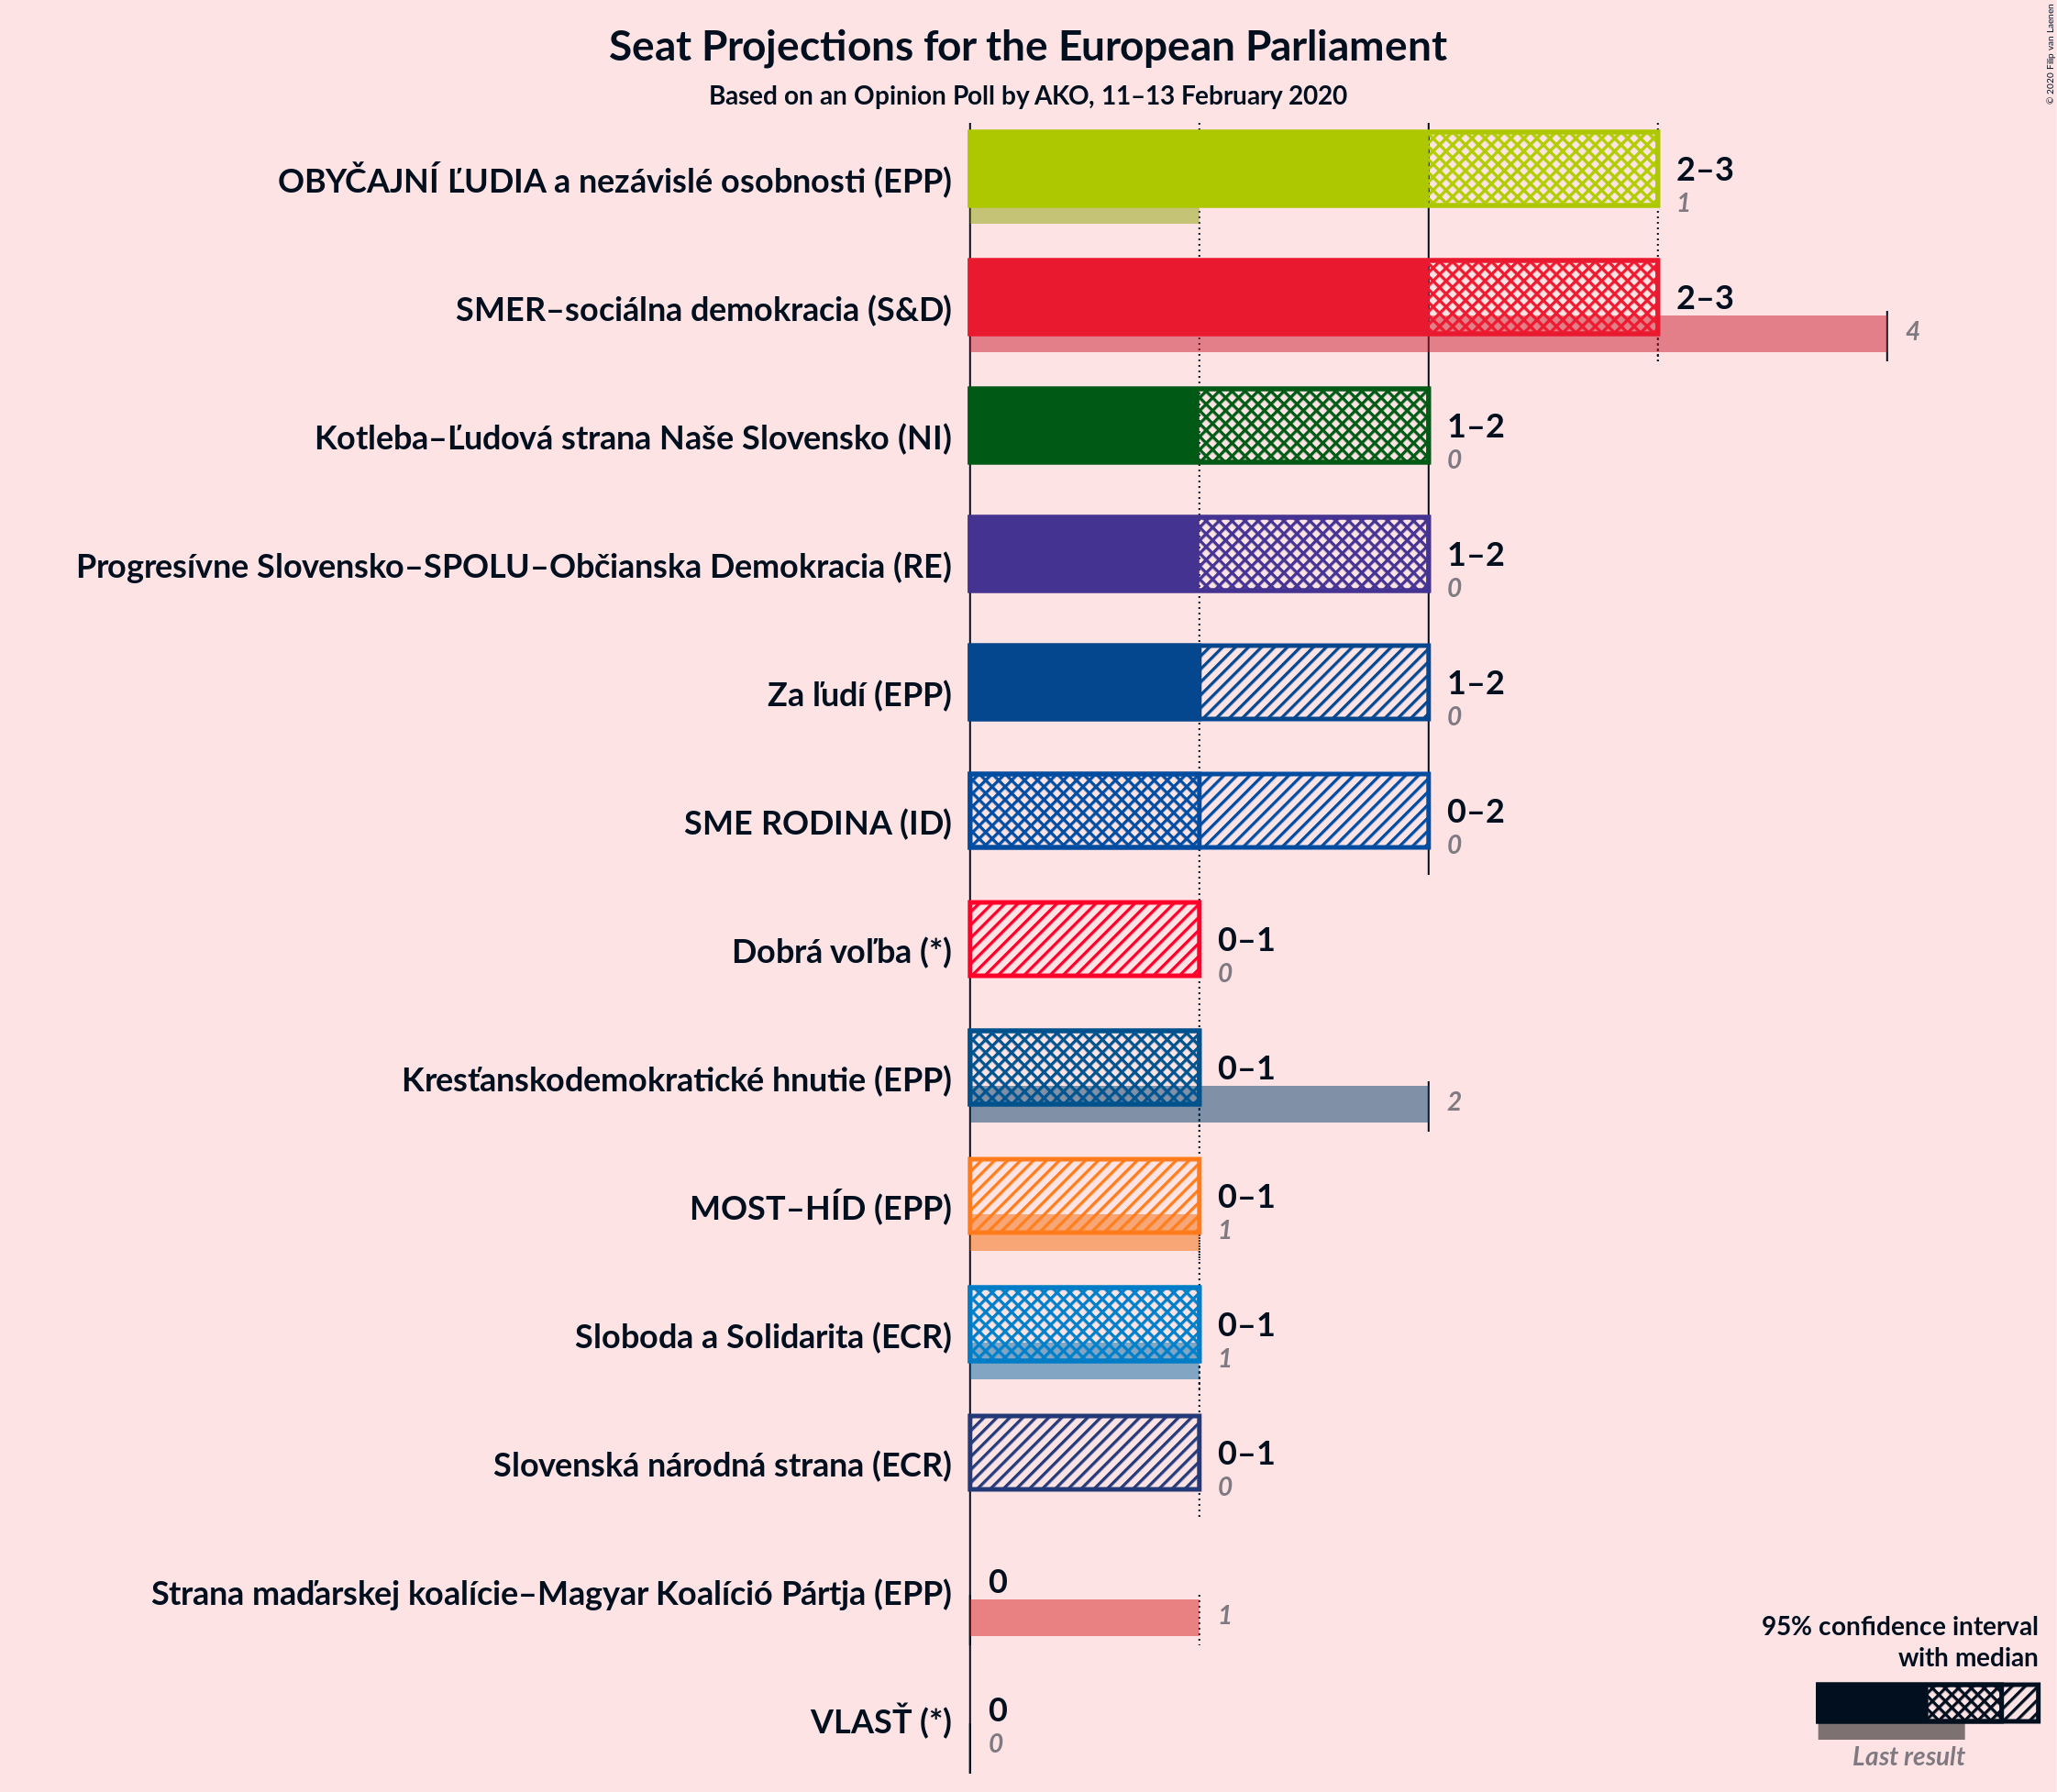 © 2020 Filip van Laenen
Seat Projections for the European Parliament
Based on an Opinion Poll by AKO, 11–13 February 2020
OBYČAJNÍ ĽUDIA a nezávislé osobnosti (EPP)
2–3
1
SMER–sociálna demokracia (S&D)
2–3
4
Kotleba–Ľudová strana Naše Slovensko (NI)
1–2
0
Progresívne Slovensko–SPOLU–Občianska Demokracia (RE)
1–2
0
Za ľudí (EPP)
1–2
0
SME RODINA (ID)
0–2
0
Dobrá voľba (*)
0–1
0
Kresťanskodemokratické hnutie (EPP)
0–1
2
MOST–HÍD (EPP)
0–1
1
Sloboda a Solidarita (ECR)
0–1
1
Slovenská národná strana (ECR)
0–1
0
Strana maďarskej koalície–Magyar Koalíció Pártja (EPP)
0
1
VLASŤ (*)
0
0
95% confidence interval
with median
Last result